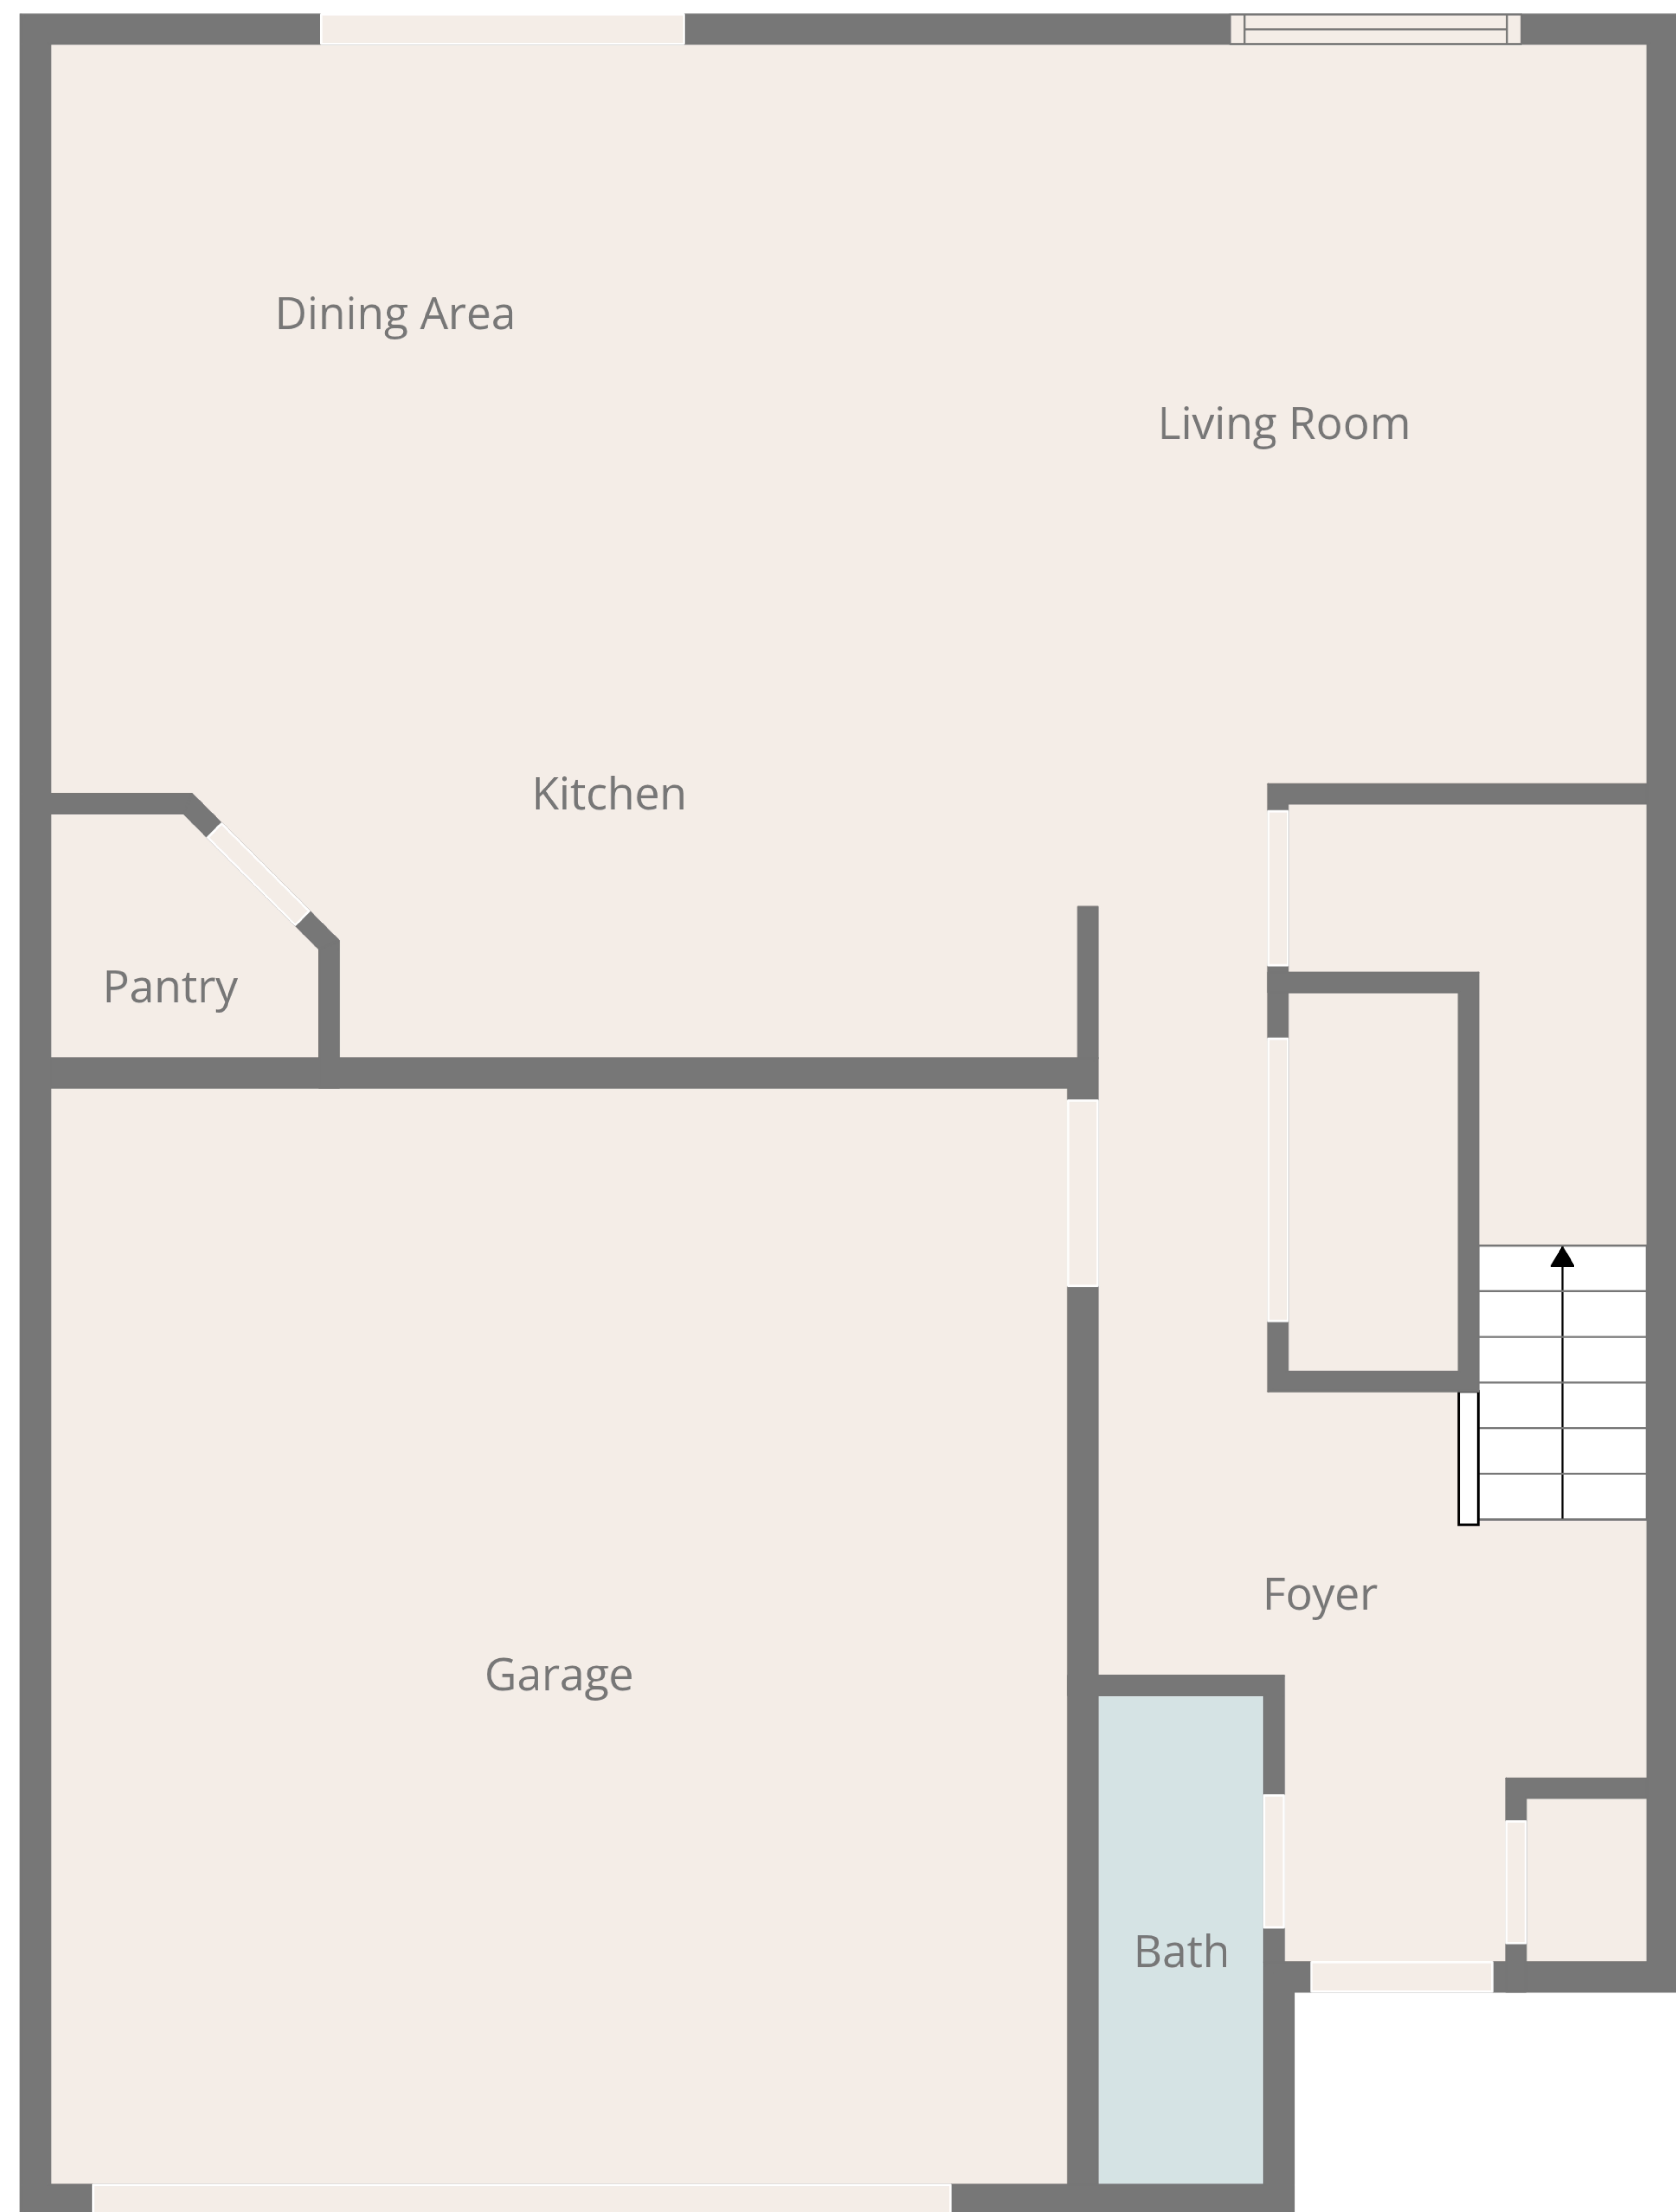 Dining Area
Living Room
Kitchen
Pantry
Foyer
Garage
Bath